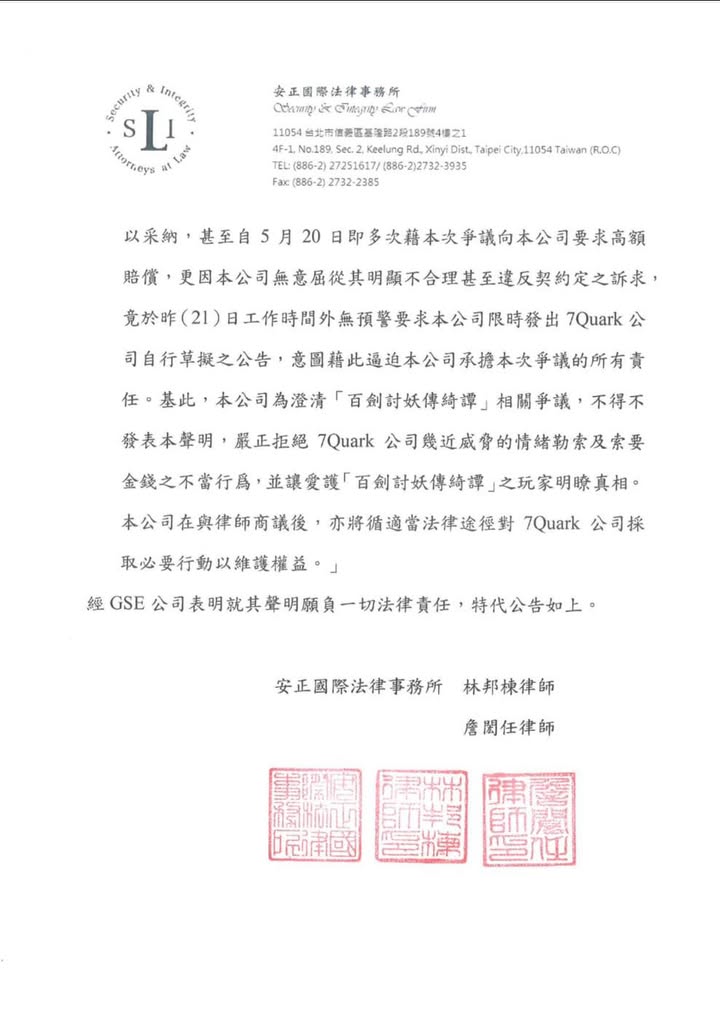 Security & Integrity
SLI
Attorneys at Law
安正國際法律事務所
Security & Integrity Law Firm
11054 台北市信義區基隆路2段189號4樓之1
4F-1, No.189, Sec. 2, Keelung Rd., Xinyi Dist., Taipei City,11054 Taiwan (R.O.C)
TEL: (886-2) 27251617/ (886-2)2732-3935
Fax: (886-2) 2732-2385
以采納，甚至自 5 月 20 日即多次藉本次爭議向本公司要求高額
賠償，更因本公司無意屈從其明顯不合理甚至違反契約定之訴求，
竟於昨（21）日工作時間外無預警要求本公司限時發出 7Quark 公
司自行草擬之公告，意圖藉此逼迫本公司承擔本次爭議的所有責
任。基此，本公司為澄清「百劍討妖傳綺譚」相關爭議，不得不
發表本聲明，嚴正拒絕 7Quark 公司幾近威脅的情緒勒索及索要
金錢之不當行爲，並讓愛護「百劍討妖傳綺譚」之玩家明瞭真相。
本公司在與律師商議後，亦將循適當法律途徑對 7Quark 公司採
取必要行動以維護權益。」
經 GSE 公司表明就其聲明願負一切法律責任，特代公告如上。
安正國際法律事務所 林邦棟律師
詹閎任律師
安正國際法律事務所
林邦棟律師印
詹閎任律師印